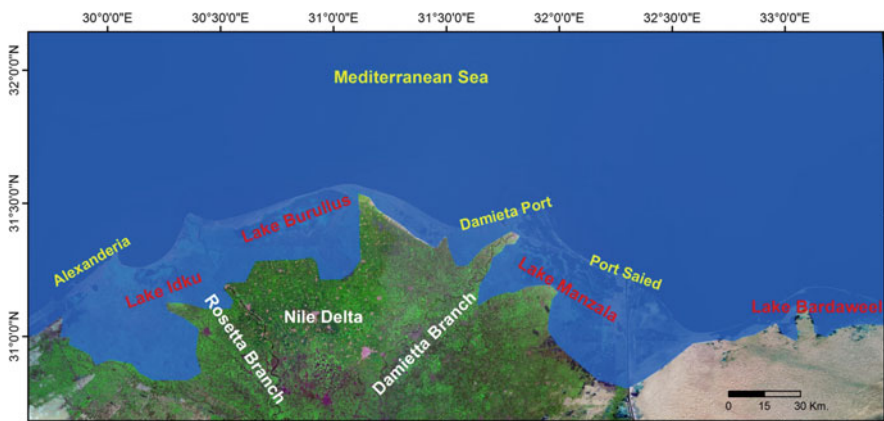 30°0'0"E 30°30'0"E 31°0'0"E 31°30'0"E 32°0'0"E 32°30'0"E 33°0'0"E
32°0'0"N
Mediterranean Sea
31°30'0"N
Lake Burullus
Damieta Port
Alexanderia
Port Saied
Lake Idku
Lake Manzala
Lake Bardaweel
Rosetta Branch
Nile Delta
Damietta Branch
31°0'0"N
0 15 30 Km.